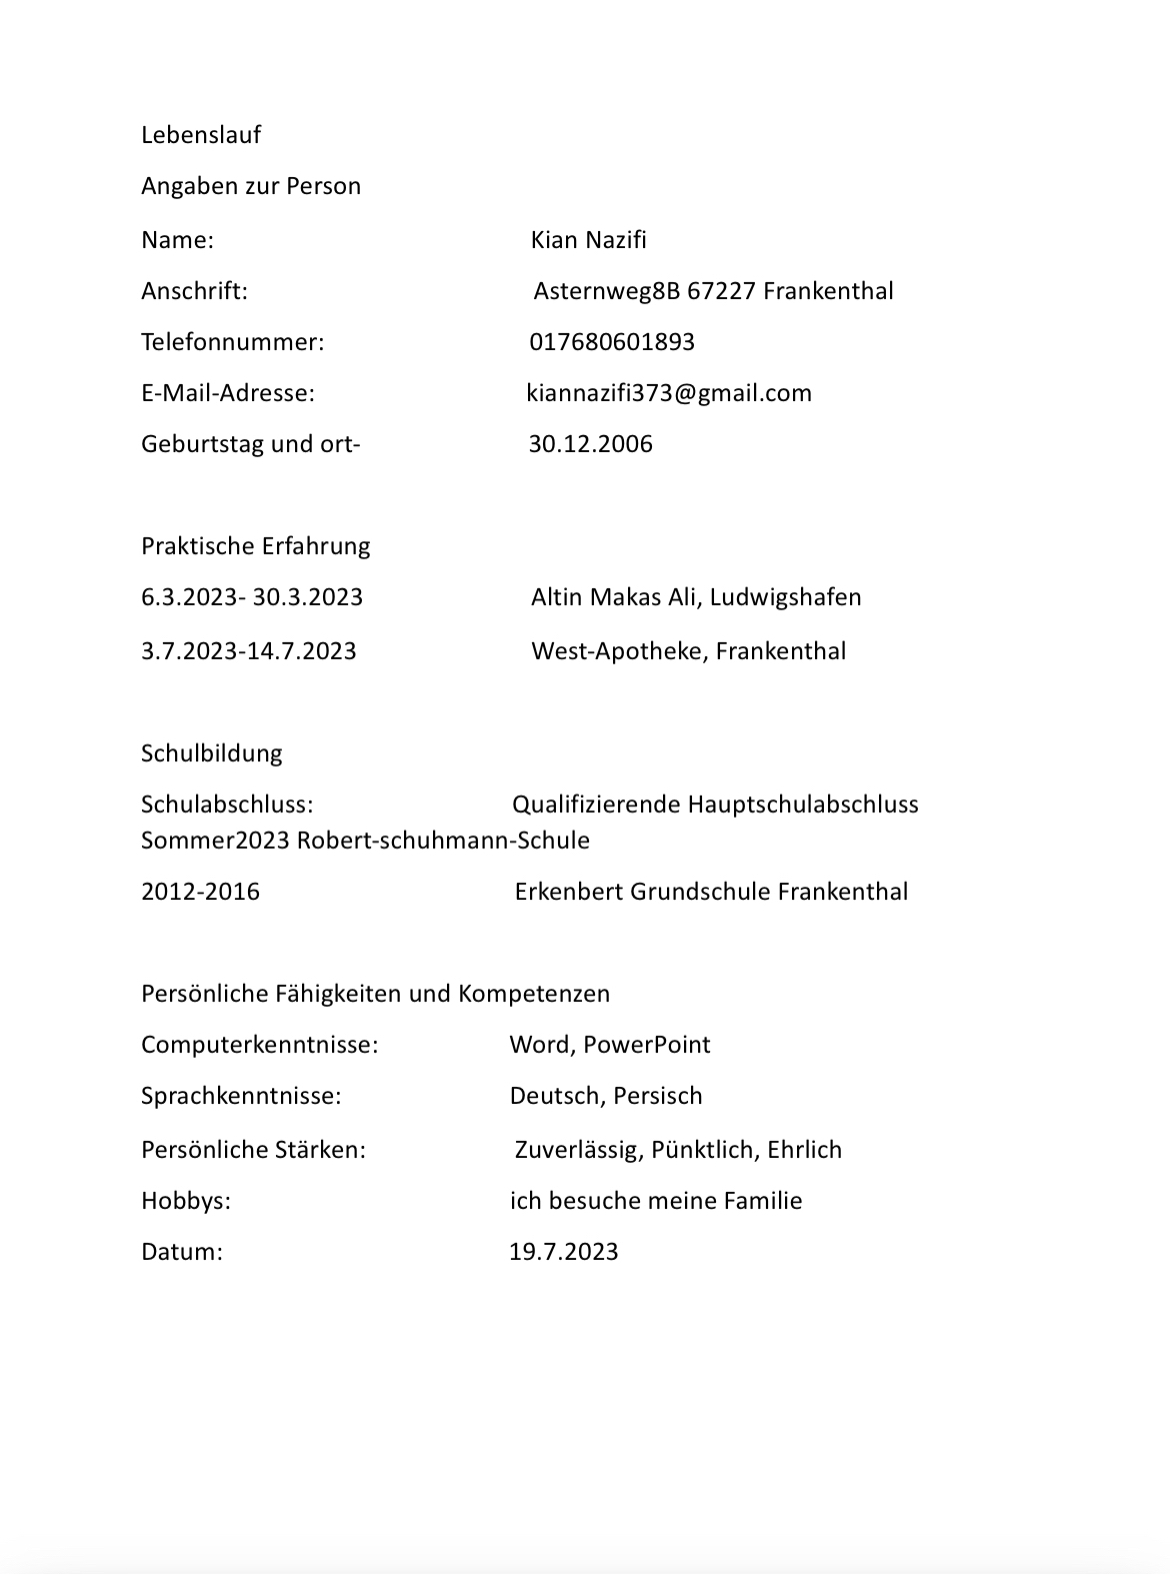 Lebenslauf
Angaben zur Person
Name: Kian Nazifi
Anschrift: Asternweg8B 67227 Frankenthal
Telefonnummer: 017680601893
E-Mail-Adresse: kiannazifi373@gmail.com
Geburtstag und ort- 30.12.2006
Praktische Erfahrung
6.3.2023- 30.3.2023 Altin Makas Ali, Ludwigshafen
3.7.2023-14.7.2023 West-Apotheke, Frankenthal
Schulbildung
Schulabschluss: Qualifizierende Hauptschulabschluss
Sommer2023 Robert-schuhmann-Schule
2012-2016 Erkenbert Grundschule Frankenthal
Persönliche Fähigkeiten und Kompetenzen
Computerkenntnisse: Word, PowerPoint
Sprachkenntnisse: Deutsch, Persisch
Persönliche Stärken: Zuverlässig, Pünktlich, Ehrlich
Hobbys: ich besuche meine Familie
Datum: 19.7.2023